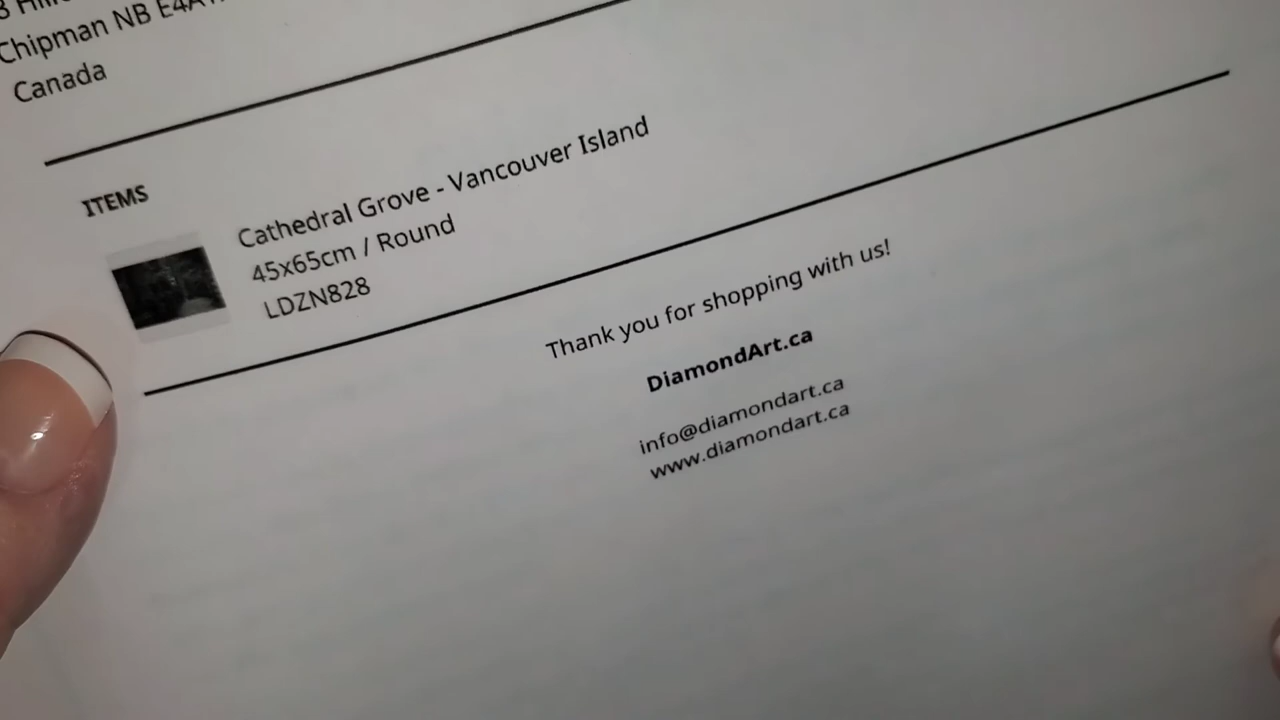 Chipman NB
Canada
ITEMS
Cathedral Grove - Vancouver Island
45x65cm / Round
LDZN828
Thank you for shopping with us!
DiamondArt.ca
info@diamondart.ca
www.diamondart.ca